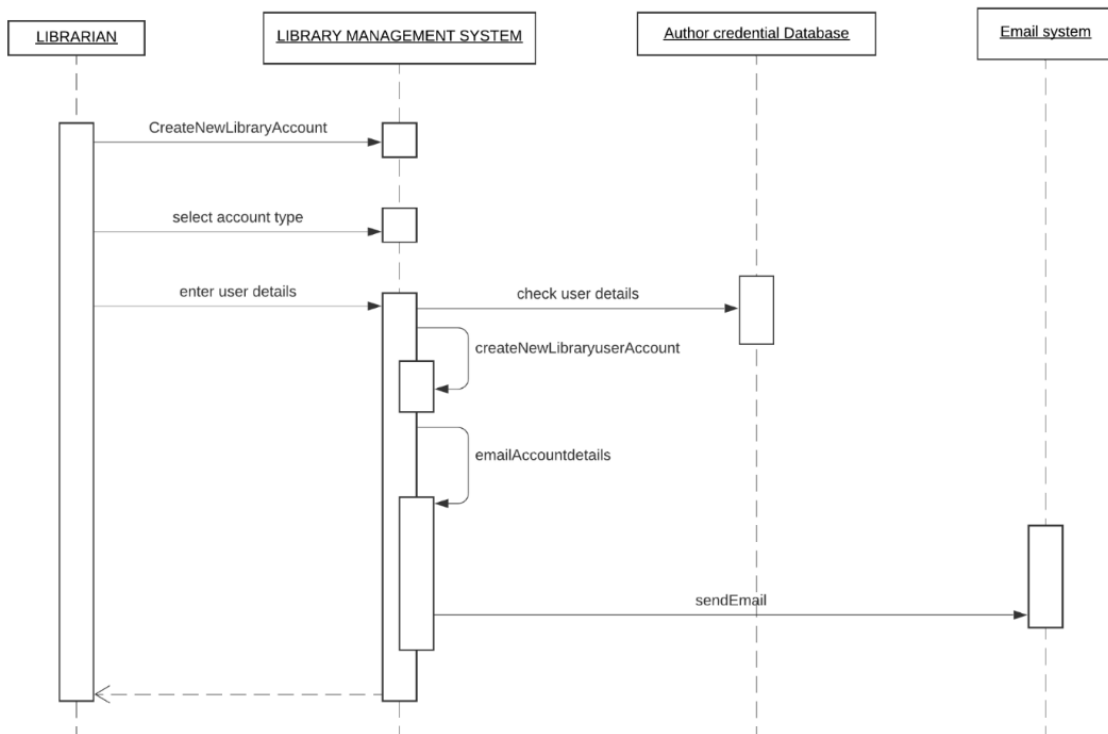 LIBRARIAN
LIBRARY MANAGEMENT SYSTEM
Author credential Database
Email system
CreateNewLibraryAccount
select account type
enter user details
check user details
createNewLibraryuserAccount
emailAccountdetails
sendEmail